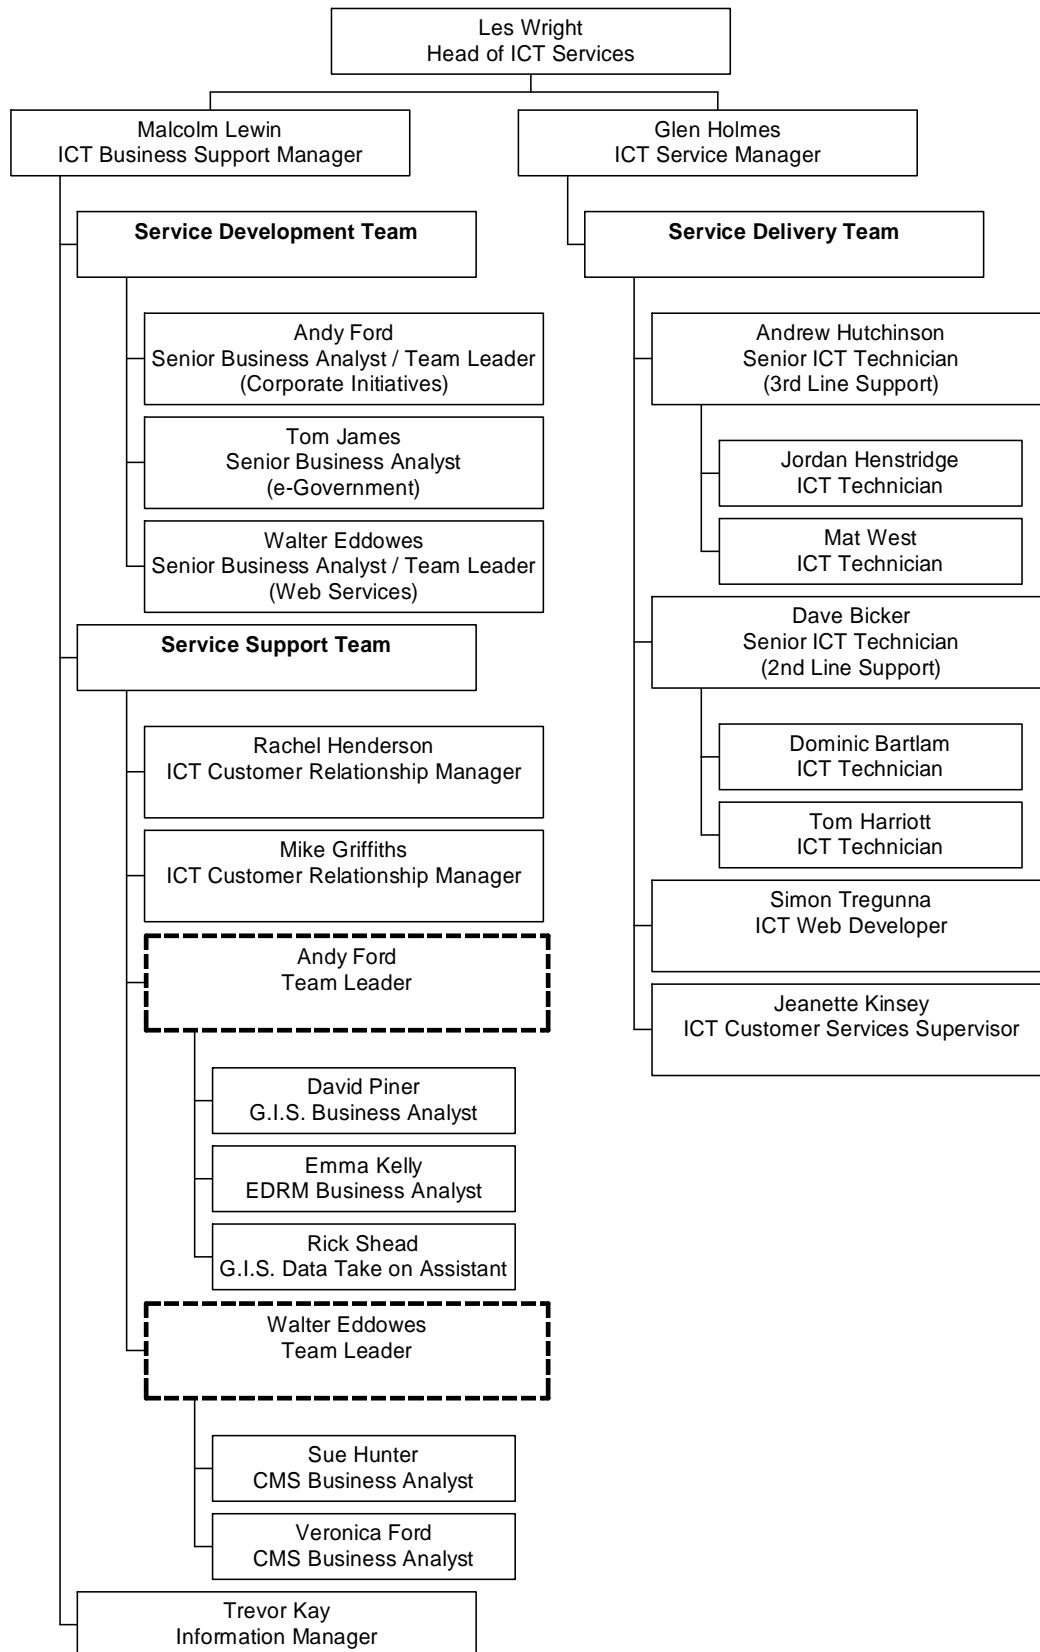 Les Wright
Head of ICT Services
Malcolm Lewin
ICT Business Support Manager
Glen Holmes
ICT Service Manager
Service Development Team
Andy Ford
Senior Business Analyst / Team Leader
(Corporate Initiatives)
Tom James
Senior Business Analyst
(e-Government)
Walter Eddowes
Senior Business Analyst / Team Leader
(Web Services)
Service Support Team
Rachel Henderson
ICT Customer Relationship Manager
Mike Griffiths
ICT Customer Relationship Manager
Andy Ford
Team Leader
David Piner
G.I.S. Business Analyst
Emma Kelly
EDRM Business Analyst
Rick Shead
G.I.S. Data Take on Assistant
Walter Eddowes
Team Leader
Sue Hunter
CMS Business Analyst
Veronica Ford
CMS Business Analyst
Trevor Kay
Information Manager
Service Delivery Team
Andrew Hutchinson
Senior ICT Technician
(3rd Line Support)
Jordan Henstridge
ICT Technician
Mat West
ICT Technician
Dave Bicker
Senior ICT Technician
(2nd Line Support)
Dominic Bartlam
ICT Technician
Tom Harriott
ICT Technician
Simon Tregunna
ICT Web Developer
Jeanette Kinsey
ICT Customer Services Supervisor